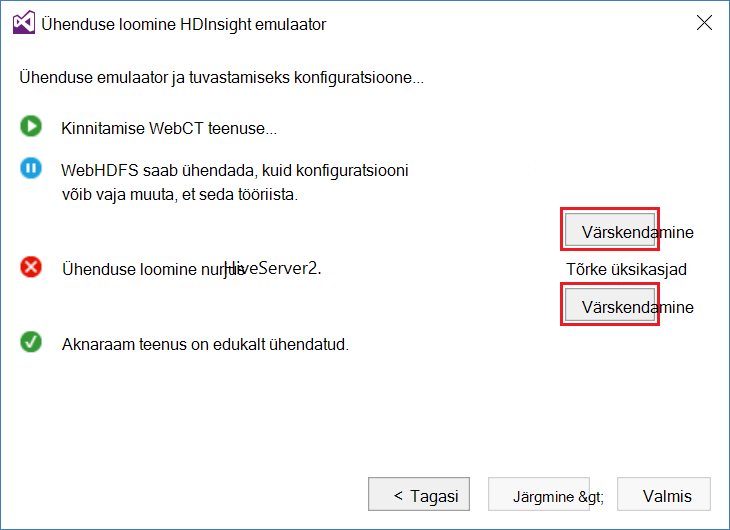 Ühenduse loomine HDInsight emulaator
Ühenduse emulaator ja tuvastamiseks konfiguratsioone...
Kinnitamise WebCT teenuse...
WebHDFS saab ühendada, kuid konfiguratsiooni
võib vaja muuta, et seda tööriista.
Värskendamine
Ühenduse loomine nurjus HiveServer2.
Tõrke üksikasjad
Värskendamine
Aknaraam teenus on edukalt ühendatud.
< Tagasi
Järgmine &gt;
Valmis